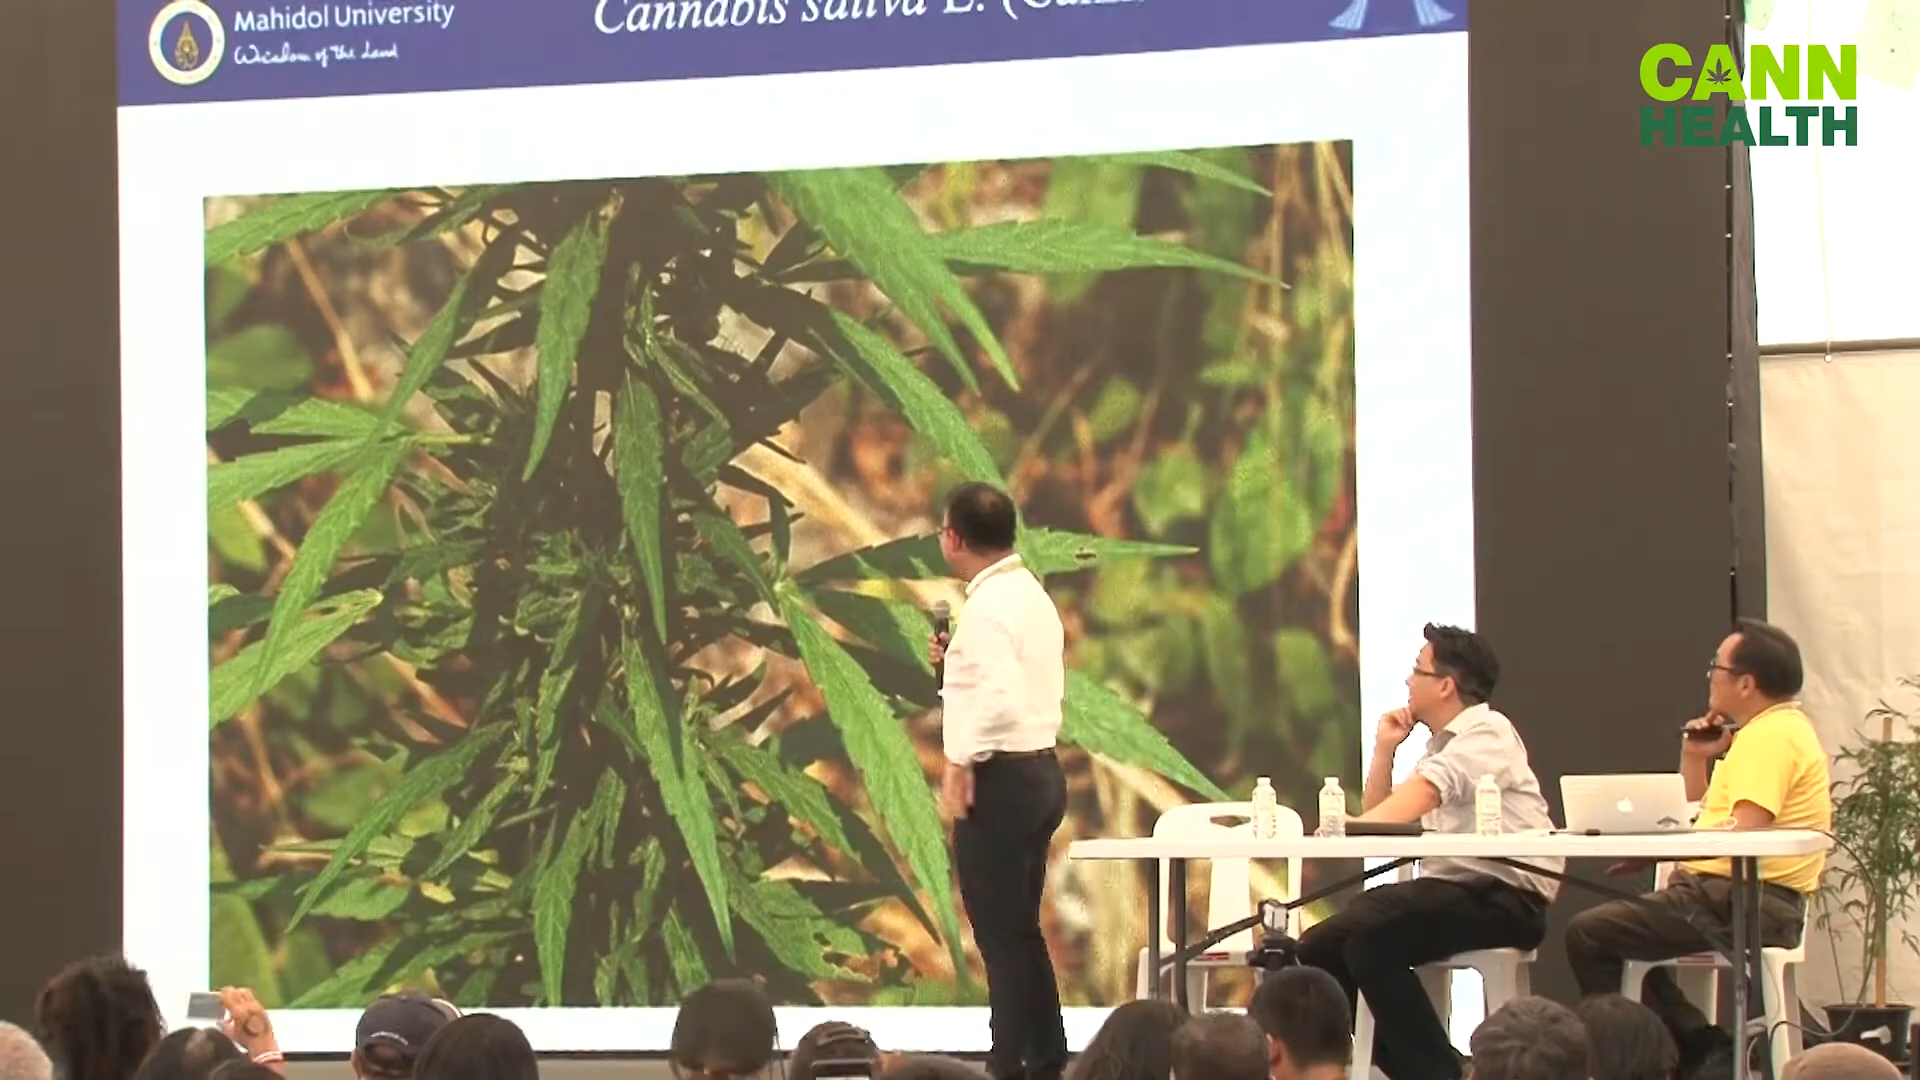 Mahidol University
Wisdom of the Land
Cannabis sativa L.
CANN
HEALTH